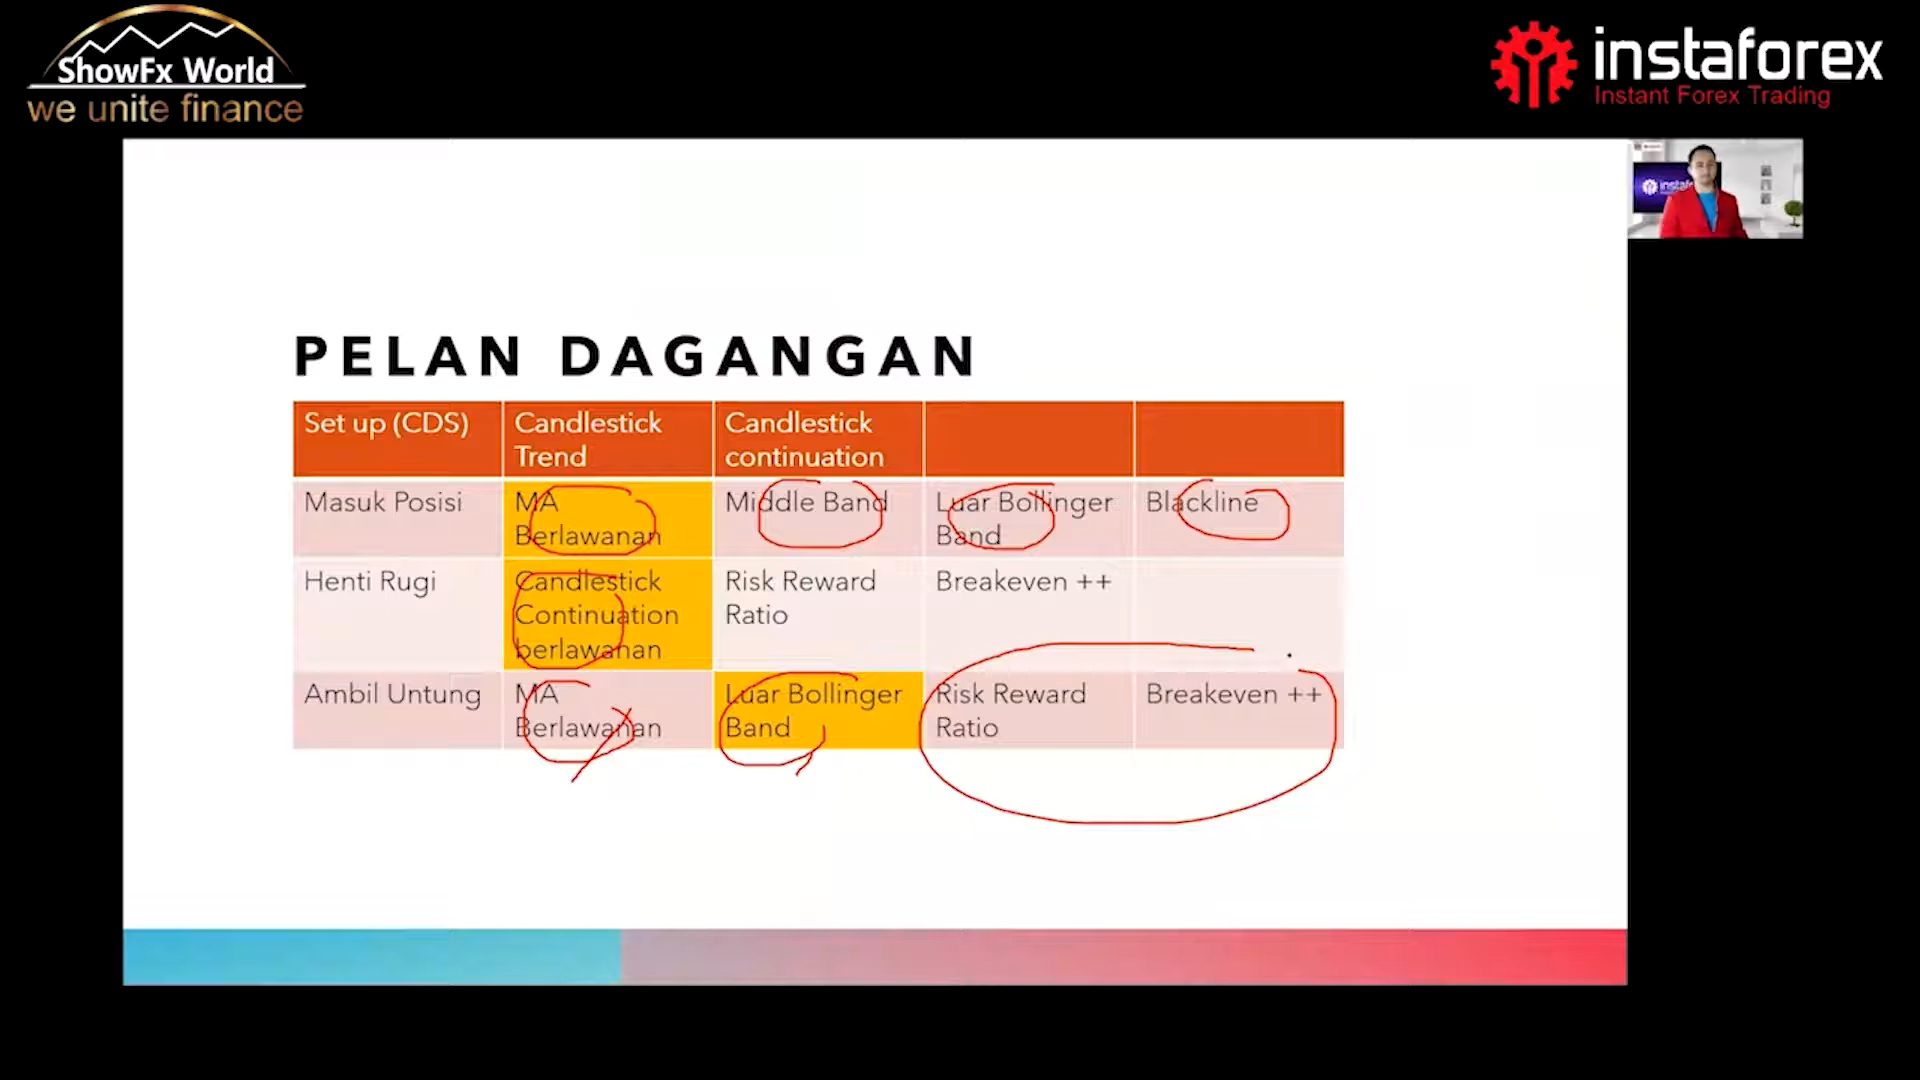 ShowFx World
we unite finance
instaforex
Instant Forex Trading
PELAN DAGANGAN
Set up (CDS)
Candlestick
Trend
Candlestick
continuation
Masuk Posisi
MA
Berlawanan
Middle Band
Luar Bollinger
Band
Blackline
Henti Rugi
Candlestick
Continuation
berlawanan
Risk Reward
Ratio
Breakeven ++
Ambil Untung
MA
Berlawanan
Luar Bollinger
Band
Risk Reward
Ratio
Breakeven ++